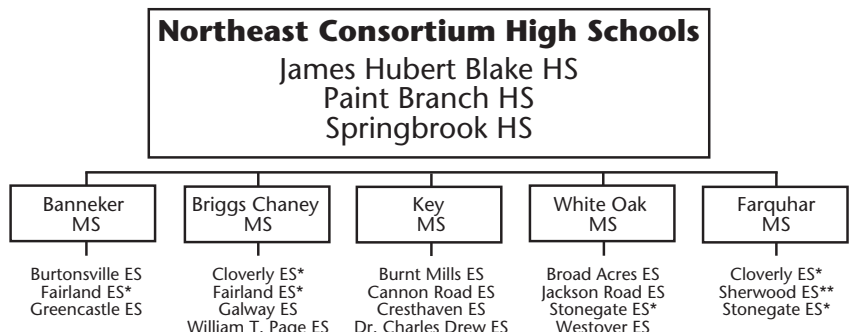 Northeast Consortium High Schools
James Hubert Blake HS
Paint Branch HS
Springbrook HS
Banneker
MS
Burtonsville ES
Fairland ES*
Greencastle ES
Briggs Chaney
MS
Cloverly ES*
Fairland ES*
Galway ES
William T. Page ES
Key
MS
Burnt Mills ES
Cannon Road ES
Cresthaven ES
Dr. Charles Drew ES
White Oak
MS
Broad Acres ES
Jackson Road ES
Stonegate ES*
Westover ES
Farquhar
MS
Cloverly ES*
Sherwood ES**
Stonegate ES*